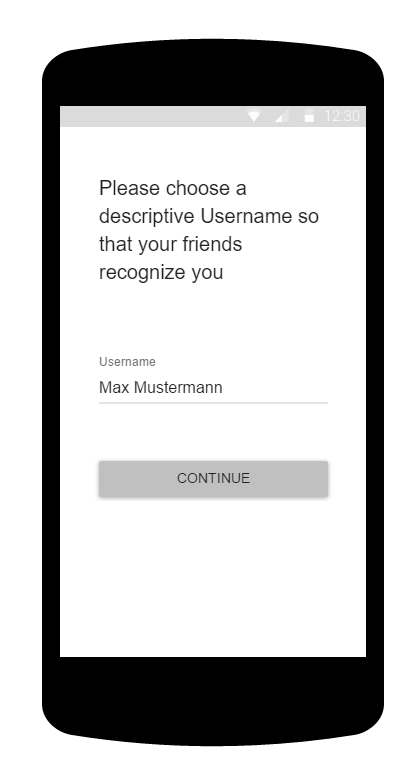 12:30
Please choose a
descriptive Username so
that your friends
recognize you
Username
Max Mustermann
CONTINUE